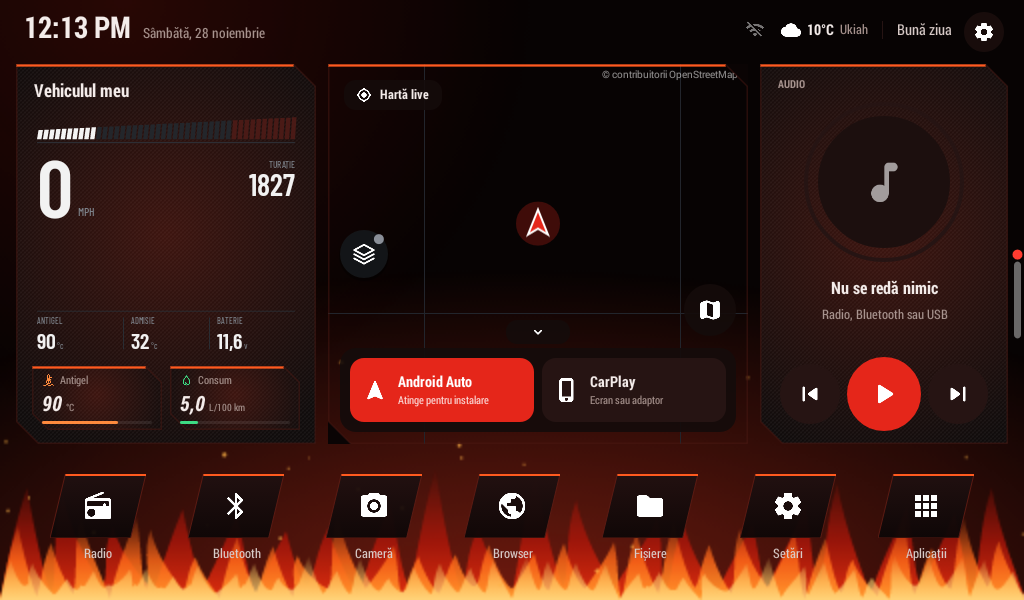 12:13 PM
Sâmbătă, 28 noiembrie
10°C Ukiah
Bună ziua
Vehiculul meu
0 MPH
TURAȚIE
1827
ANTIGEL
90 °C
ADMISIE
32 °C
BATERIE
11,6 V
Antigel
90 °C
Consum
5,0 L/100 km
© contribuitorii OpenStreetMap
Hartă live
Android Auto
Atinge pentru instalare
CarPlay
Ecran sau adaptor
AUDIO
Nu se redă nimic
Radio, Bluetooth sau USB
Radio
Bluetooth
Cameră
Browser
Fișiere
Setări
Aplicații